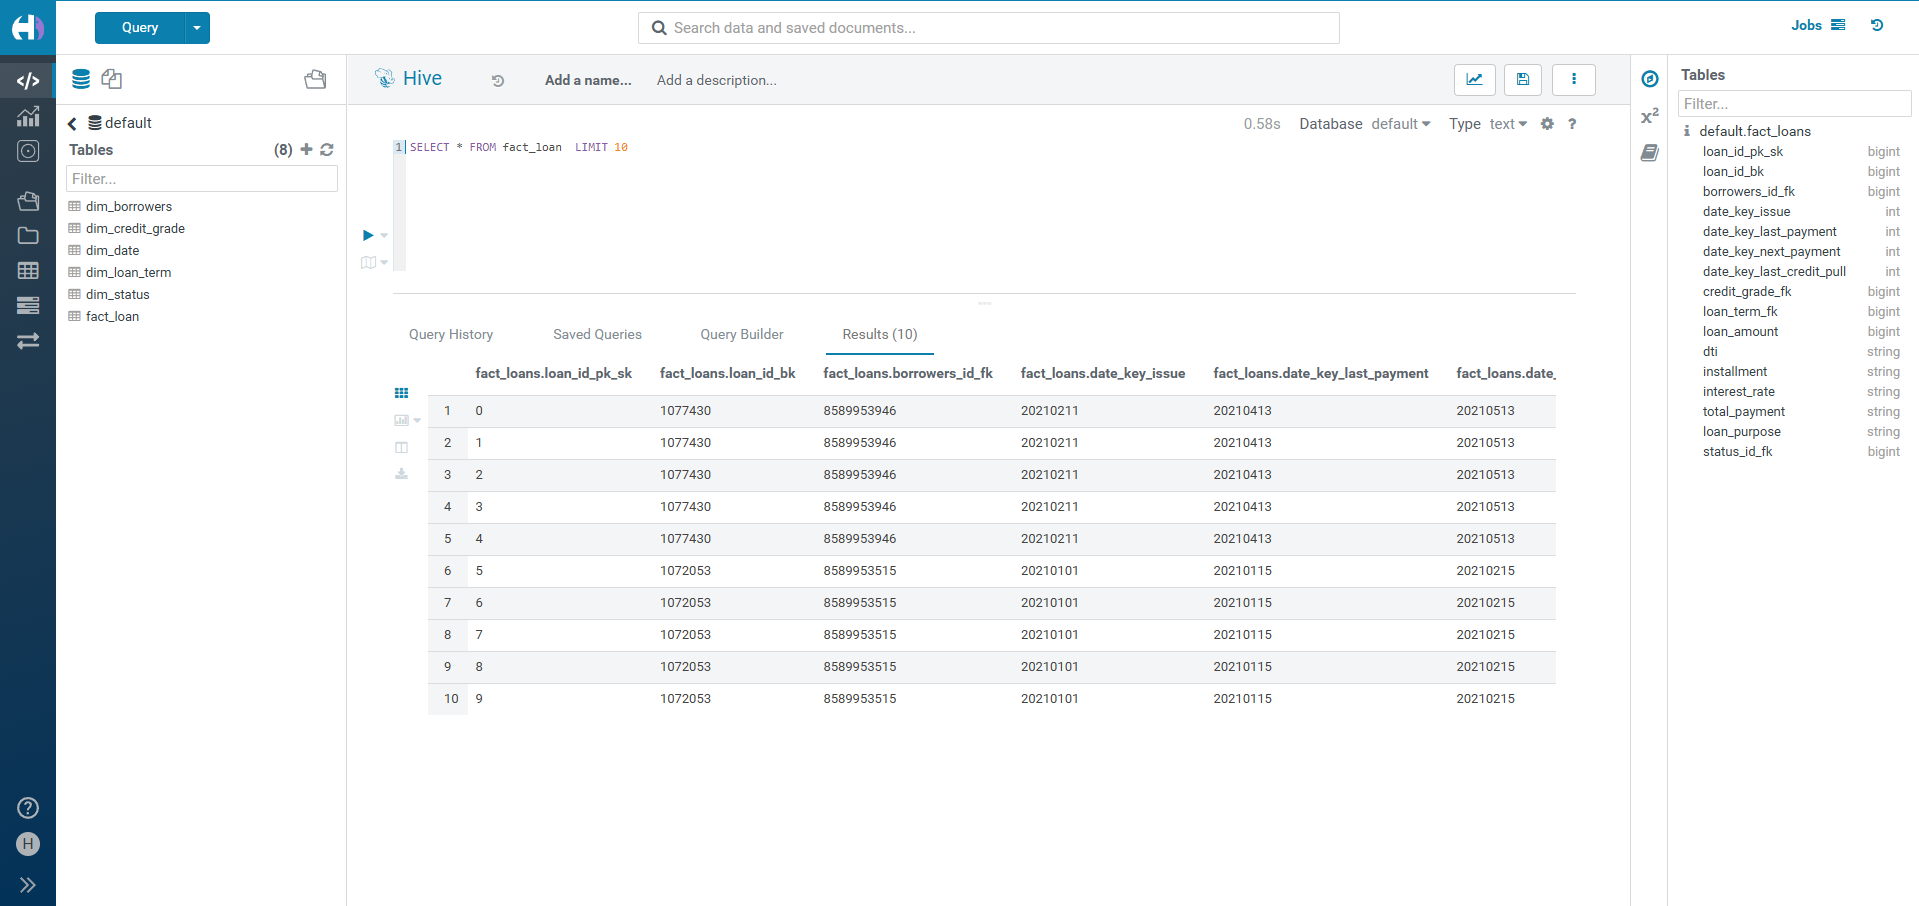 Query
Search data and saved documents...
Jobs
default
Tables (8)
Filter...
dim_borrowers
dim_credit_grade
dim_date
dim_loan_term
dim_status
fact_loan
H
Hive Add a name... Add a description...
0.58s Database default Type text ?
1 SELECT * FROM fact_loan LIMIT 10
Query History Saved Queries Query Builder Results (10)
fact_loans.loan_id_pk_sk fact_loans.loan_id_bk fact_loans.borrowers_id_fk fact_loans.date_key_issue fact_loans.date_key_last_payment fact_loans.date_
1 0 1077430 8589953946 20210211 20210413 20210513
2 1 1077430 8589953946 20210211 20210413 20210513
3 2 1077430 8589953946 20210211 20210413 20210513
4 3 1077430 8589953946 20210211 20210413 20210513
5 4 1077430 8589953946 20210211 20210413 20210513
6 5 1072053 8589953515 20210101 20210115 20210215
7 6 1072053 8589953515 20210101 20210115 20210215
8 7 1072053 8589953515 20210101 20210115 20210215
9 8 1072053 8589953515 20210101 20210115 20210215
10 9 1072053 8589953515 20210101 20210115 20210215
x²
Tables
Filter...
default.fact_loans
loan_id_pk_sk bigint
loan_id_bk bigint
borrowers_id_fk bigint
date_key_issue int
date_key_last_payment int
date_key_next_payment int
date_key_last_credit_pull int
credit_grade_fk bigint
loan_term_fk bigint
loan_amount bigint
dti string
installment string
interest_rate string
total_payment string
loan_purpose string
status_id_fk bigint